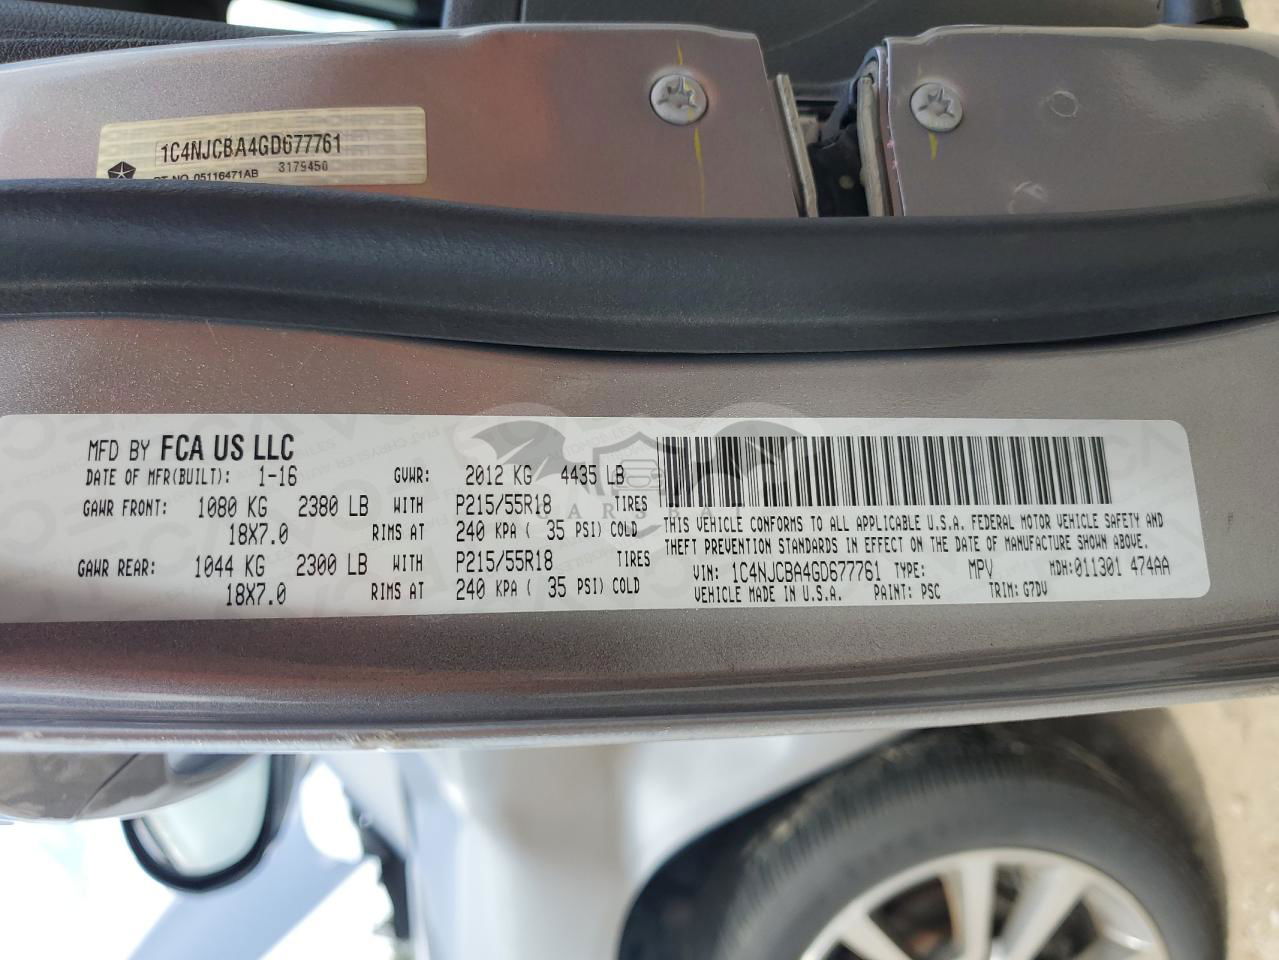 1C4NJCBA4GD677761
3179450
PT. NO. 05116471AB
MFD BY FCA US LLC
DATE OF MFR(BUILT): 1-16 GVWR: 2012 KG 4435 LB
GAWR FRONT: 1080 KG 2380 LB WITH P215/55R18 TIRES
18X7.0 RIMS AT 240 KPA ( 35 PSI) COLD
GAWR REAR: 1044 KG 2300 LB WITH P215/55R18 TIRES
18X7.0 RIMS AT 240 KPA ( 35 PSI) COLD
THIS VEHICLE CONFORMS TO ALL APPLICABLE U.S.A. FEDERAL MOTOR VEHICLE SAFETY AND
THEFT PREVENTION STANDARDS IN EFFECT ON THE DATE OF MANUFACTURE SHOWN ABOVE.
VIN: 1C4NJCBA4GD677761 TYPE: MPV MDH:011301 474AA
VEHICLE MADE IN U.S.A. PAINT: PSC TRIM: G7DV
CARSBAT